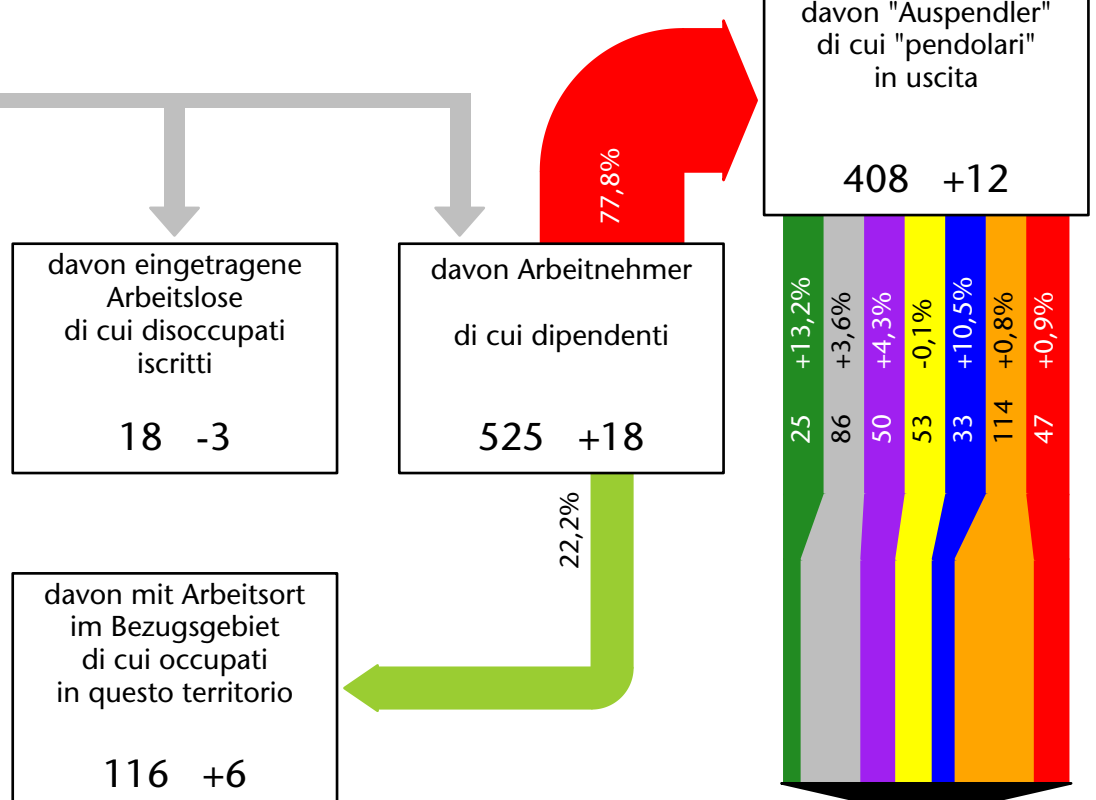 davon "Auspendler"
di cui "pendolari"
in uscita
408 +12
77,8%
davon eingetragene
Arbeitslose
di cui disoccupati
iscritti
18 -3
davon Arbeitnehmer
di cui dipendenti
525 +18
25 +13,2%
86 +3,6%
50 +4,3%
53 -0,1%
33 +10,5%
114 +0,8%
47 +0,9%
22,2%
davon mit Arbeitsort
im Bezugsgebiet
di cui occupati
in questo territorio
116 +6